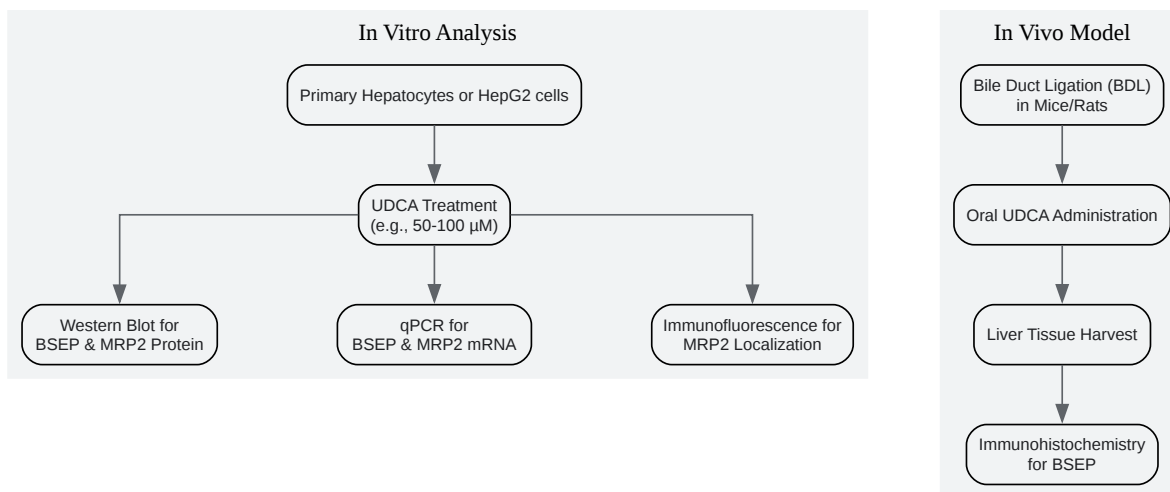 In Vitro Analysis
Primary Hepatocytes or HepG2 cells
UDCA Treatment
(e.g., 50-100 µM)
Western Blot for
BSEP & MRP2 Protein
qPCR for
BSEP & MRP2 mRNA
Immunofluorescence for
MRP2 Localization
In Vivo Model
Bile Duct Ligation (BDL)
in Mice/Rats
Oral UDCA Administration
Liver Tissue Harvest
Immunohistochemistry
for BSEP